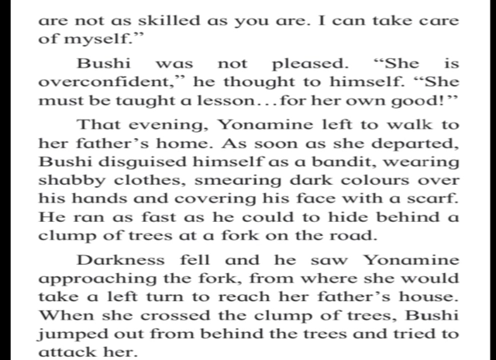 are not as skilled as you are. I can take care
of myself.”
Bushi was not pleased. “She is
overconfident,” he thought to himself. “She
must be taught a lesson...for her own good!”
That evening, Yonamine left to walk to
her father’s home. As soon as she departed,
Bushi disguised himself as a bandit, wearing
shabby clothes, smearing dark colours over
his hands and covering his face with a scarf.
He ran as fast as he could to hide behind a
clump of trees at a fork on the road.
Darkness fell and he saw Yonamine
approaching the fork, from where she would
take a left turn to reach her father’s house.
When she crossed the clump of trees, Bushi
jumped out from behind the trees and tried to
attack her.